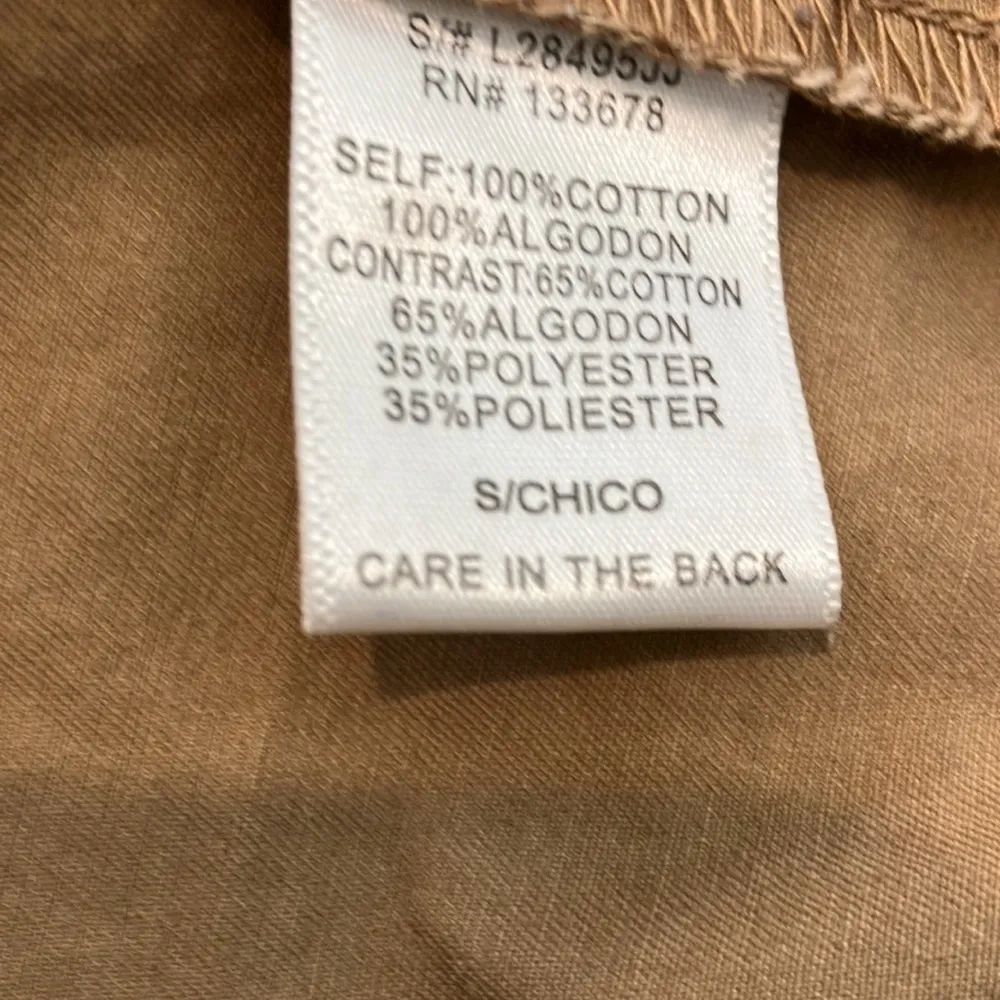 S/# L28495JJ
RN# 133678
SELF:100%COTTON
100%ALGODON
CONTRAST:65%COTTON
65%ALGODON
35%POLYESTER
35%POLIESTER
S/CHICO
CARE IN THE BACK